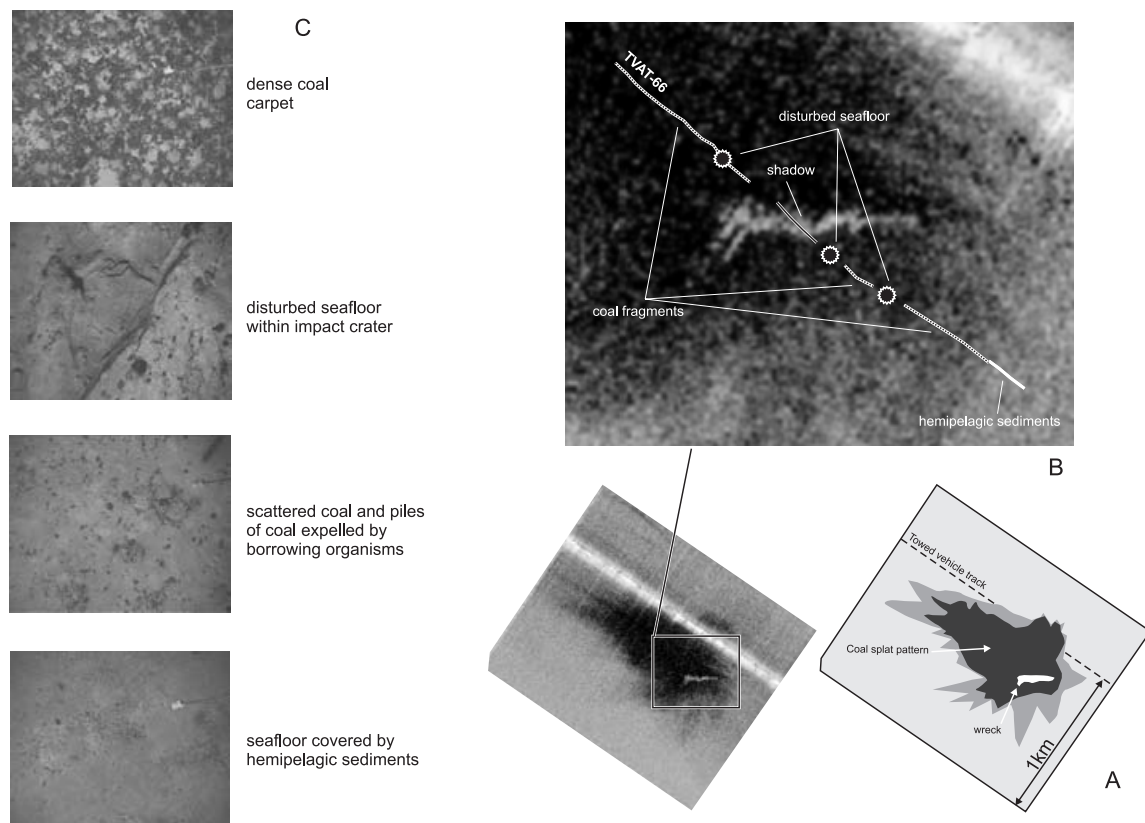 C
dense coal
carpet
disturbed seafloor
within impact crater
scattered coal and piles
of coal expelled by
borrowing organisms
seafloor covered by
hemipelagic sediments
TVAT-66
disturbed seafloor
shadow
coal fragments
hemipelagic sediments
B
Towed vehicle track
Coal splat pattern
wreck
1km
A